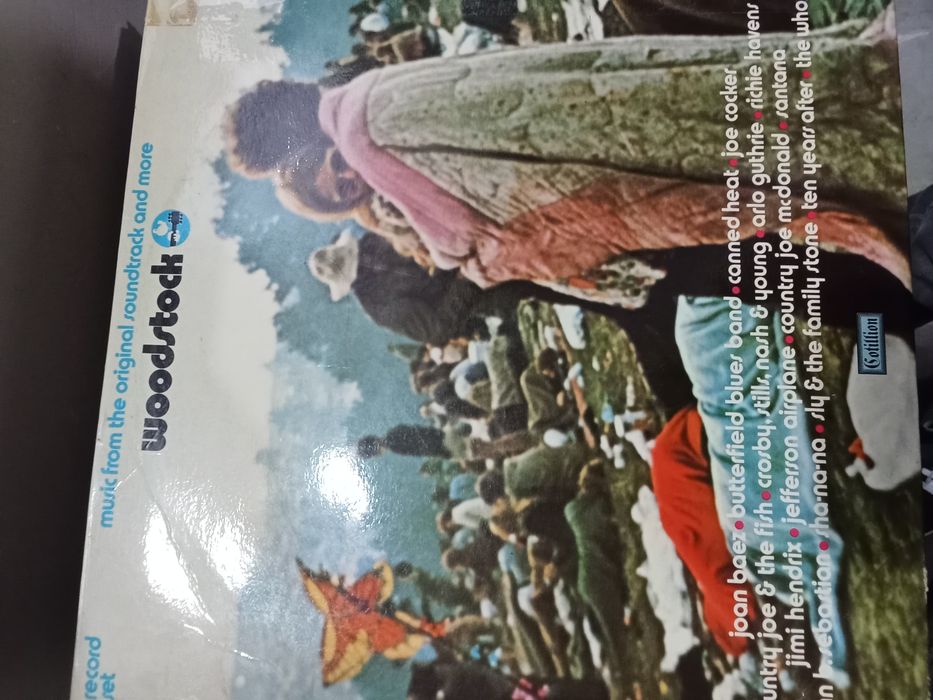 record
set
music from the original soundtrack and more
woodstock
joan baez • butterfield blues band • canned heat • joe cocker
untry joe & the fish • crosby, stills, nash & young • arlo guthrie • richie havens
jimi hendrix • jefferson airplane • country joe mcdonald • santana
n b. sebastian • sha-na-na • sly & the family stone • ten years after • the who
Cotillion